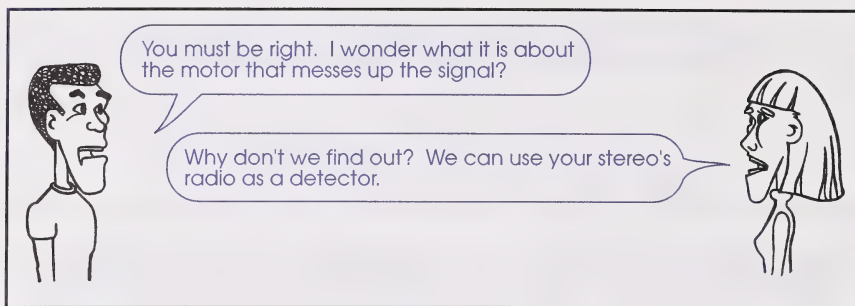 You must be right.  I wonder what it is about
the motor that messes up the signal?
Why don't we find out?  We can use your stereo's
radio as a detector.